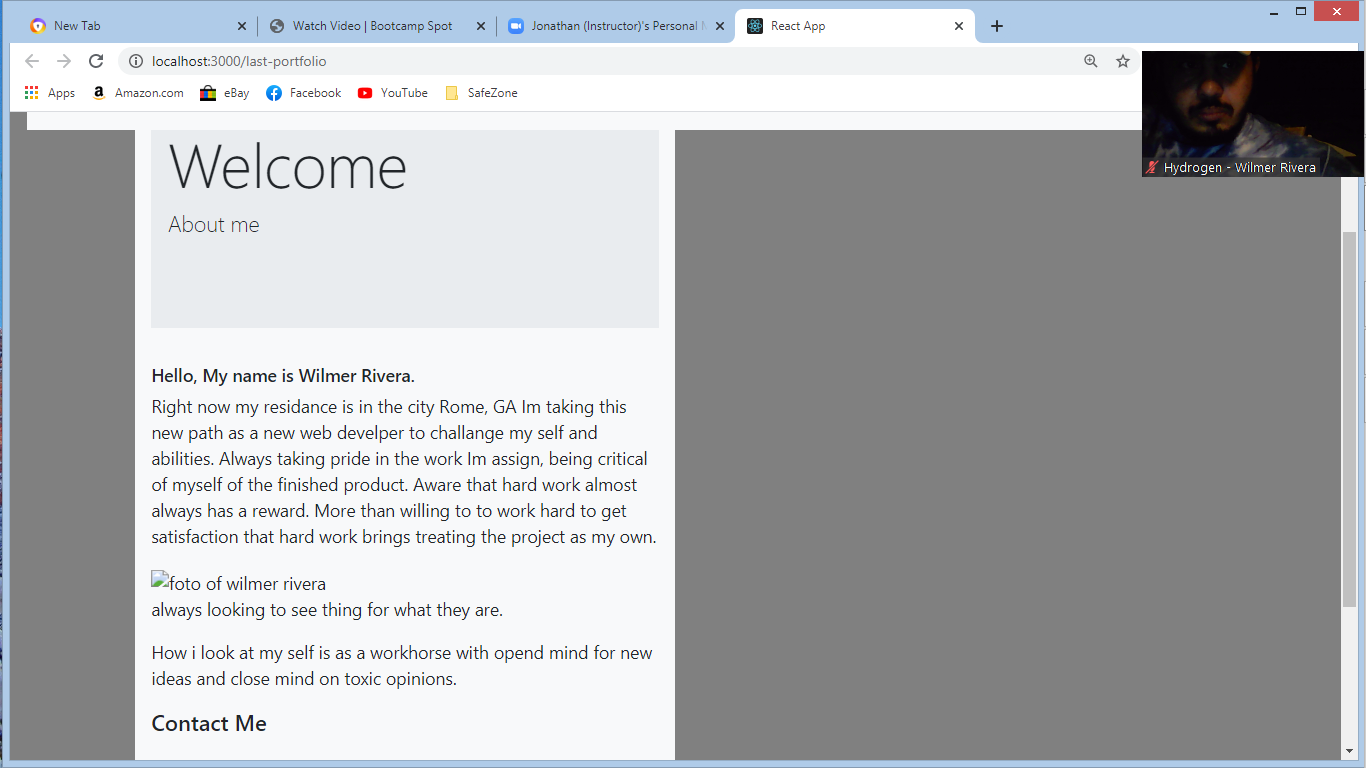 New Tab
Watch Video | Bootcamp Spot
Jonathan (Instructor)'s Personal
React App
localhost:3000/last-portfolio
Apps
Amazon.com
eBay
Facebook
YouTube
SafeZone
Hydrogen - Wilmer Rivera
Welcome
About me
Hello, My name is Wilmer Rivera.
Right now my residance is in the city Rome, GA Im taking this
new path as a new web develper to challange my self and
abilities. Always taking pride in the work Im assign, being critical
of myself of the finished product. Aware that hard work almost
always has a reward. More than willing to to work hard to get
satisfaction that hard work brings treating the project as my own.
foto of wilmer rivera
always looking to see thing for what they are.
How i look at my self is as a workhorse with opend mind for new
ideas and close mind on toxic opinions.
Contact Me